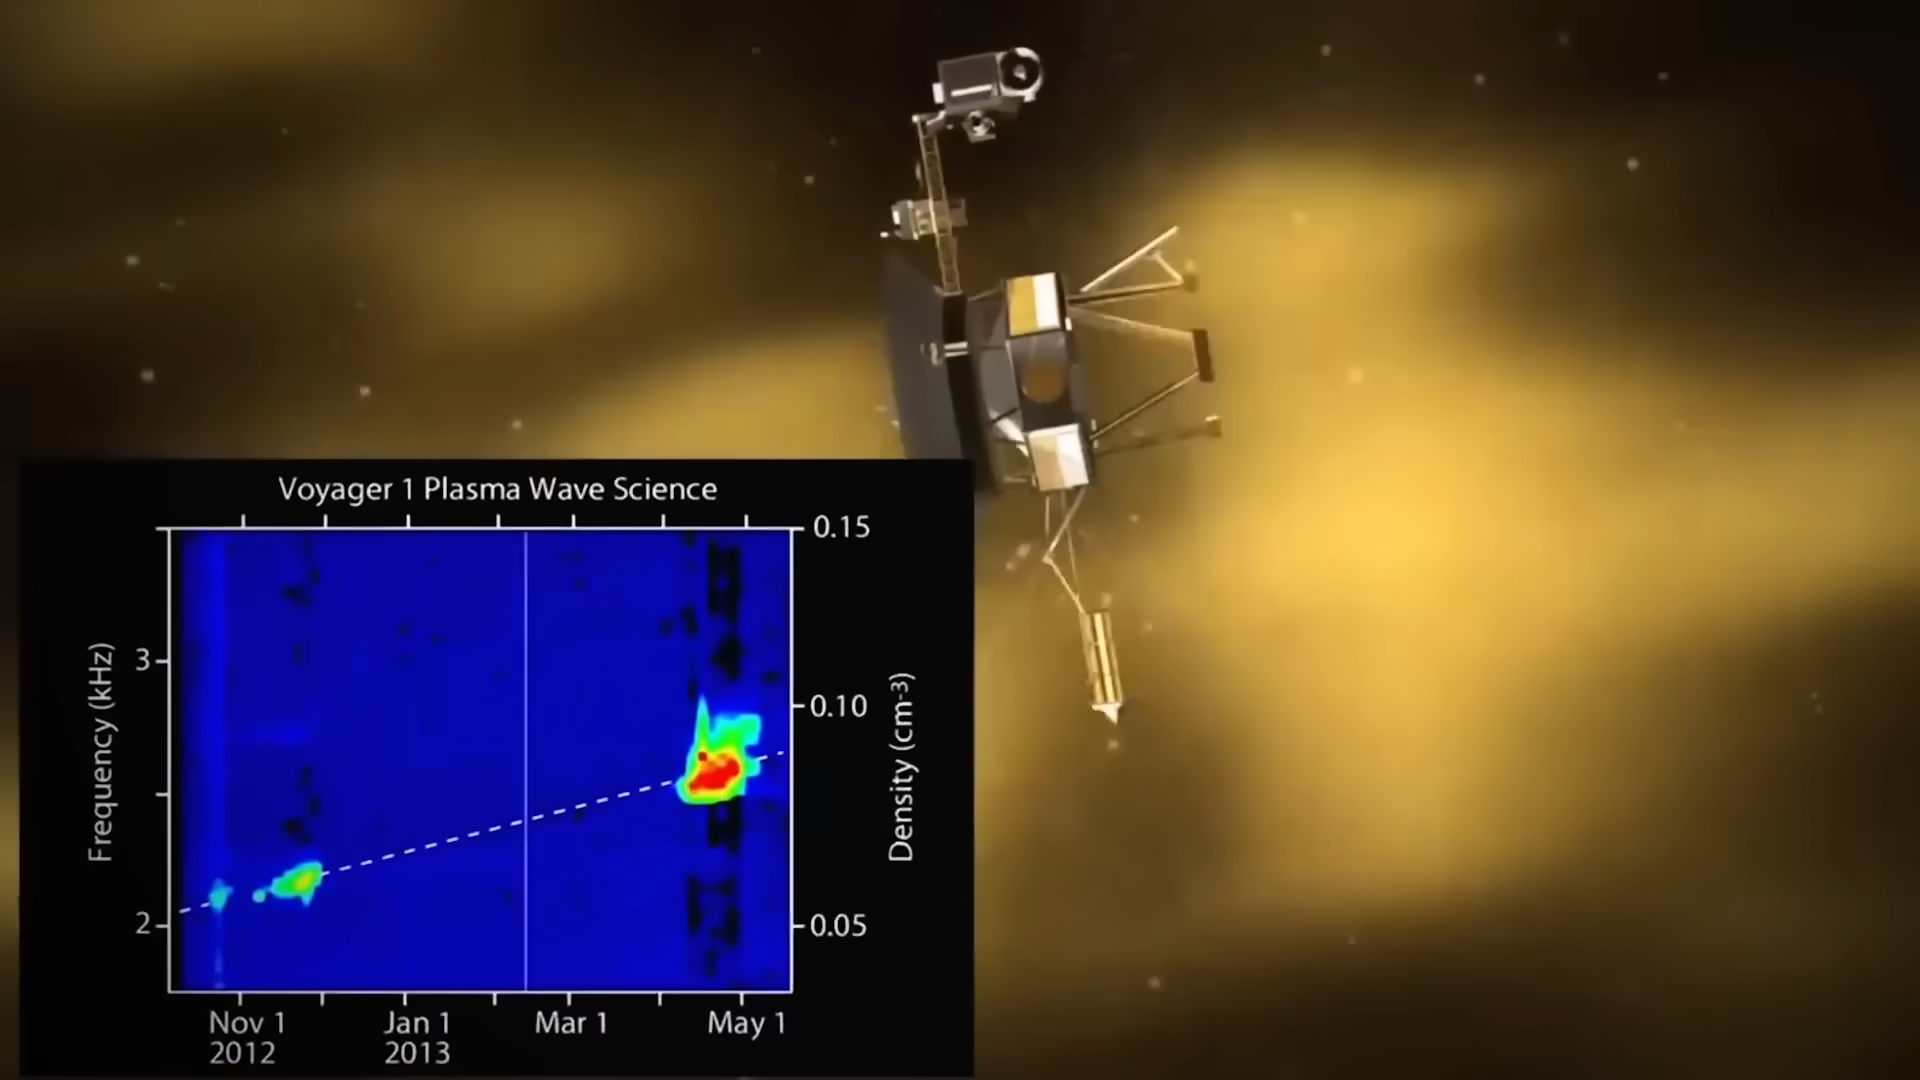 Voyager 1 Plasma Wave Science
0.15
3
0.10
Frequency (kHz)
Density (cm-3)
2
0.05
Nov 1 Jan 1 Mar 1 May 1
2012 2013